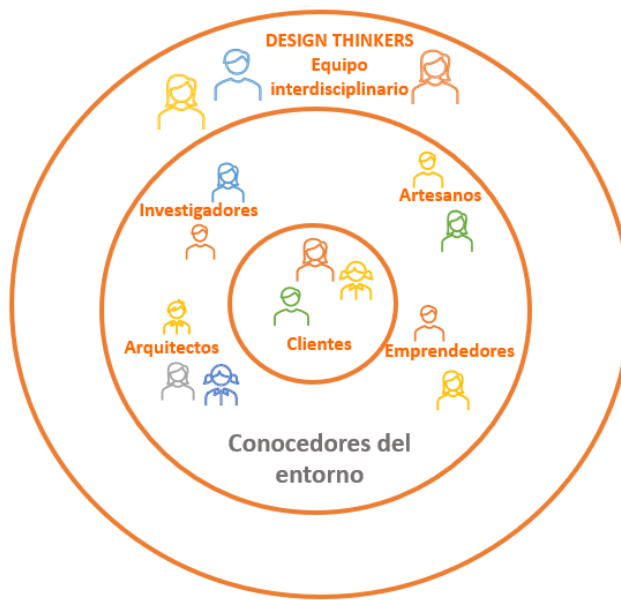 DESIGN THINKERS
Equipo
interdisciplinario
Artesanos
Investigadores
Clientes
Arquitectos
Emprendedores
Conocedores del
entorno